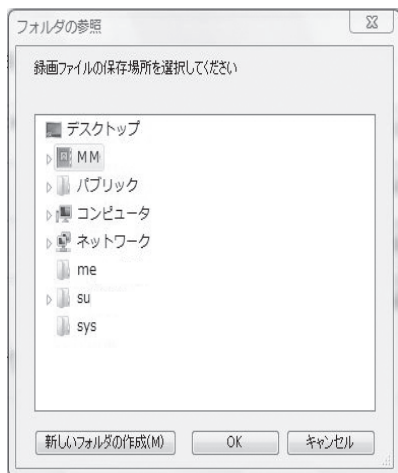 フォルダの参照
録画ファイルの保存場所を選択してください
デスクトップ
MM
パブリック
コンピュータ
ネットワーク
me
su
sys
新しいフォルダの作成(M)
OK
キャンセル